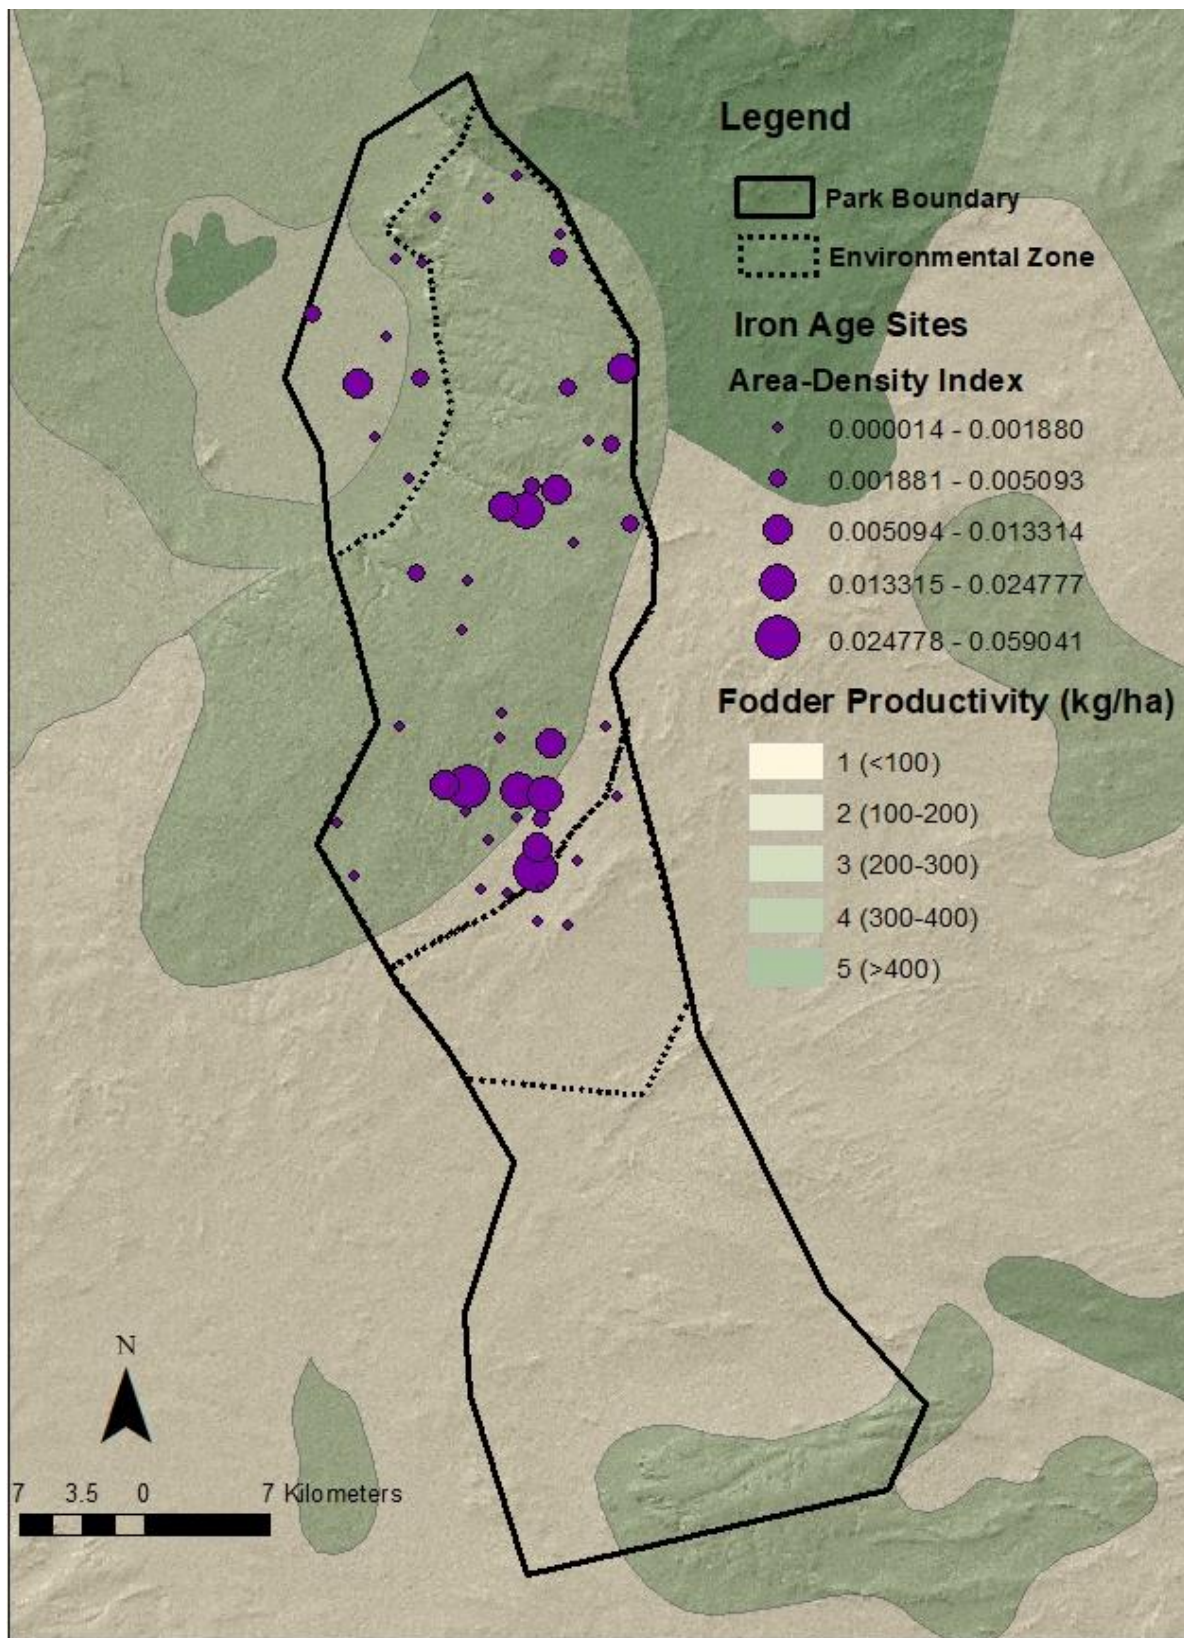 Legend
Park Boundary
Environmental Zone
Iron Age Sites
Area-Density Index
0.000014 - 0.001880
0.001881 - 0.005093
0.005094 - 0.013314
0.013315 - 0.024777
0.024778 - 0.059041
Fodder Productivity (kg/ha)
1 (<100)
2 (100-200)
3 (200-300)
4 (300-400)
5 (>400)
N
7 3.5 0 7 Kilometers